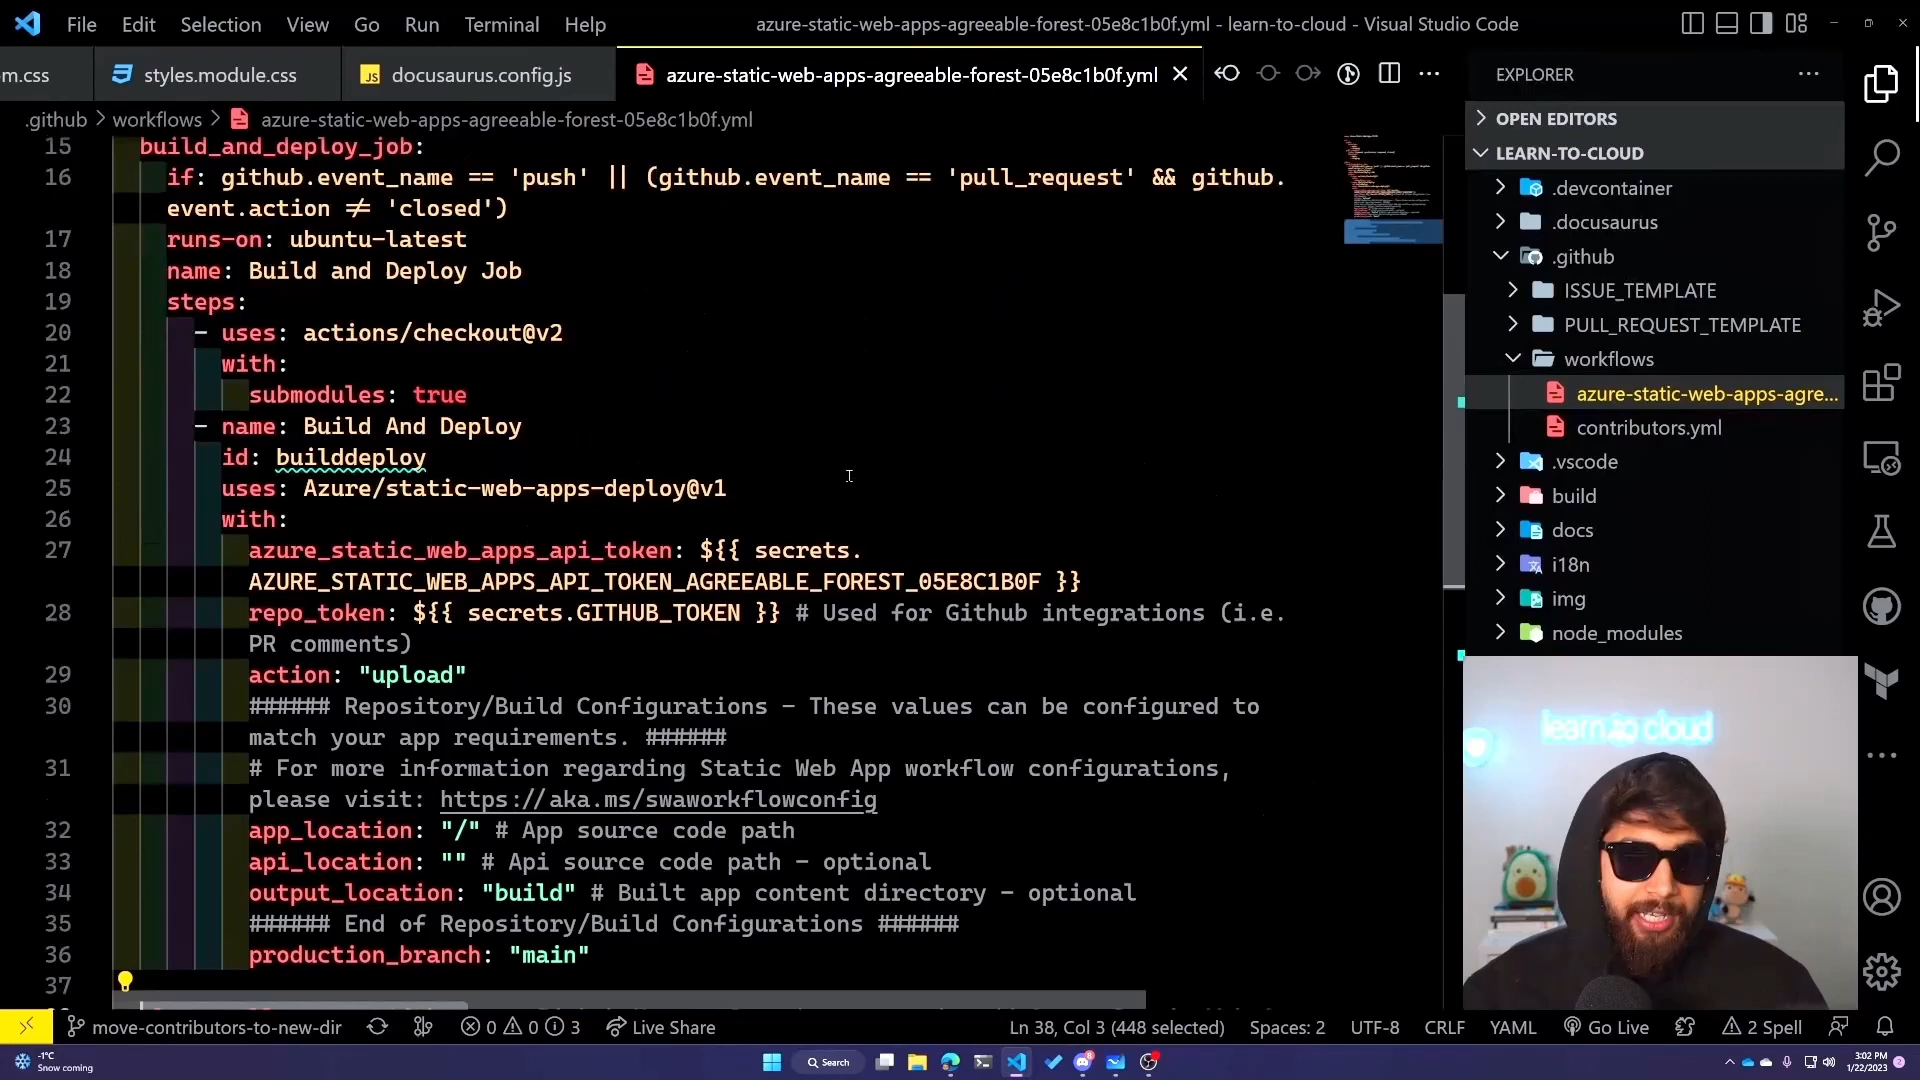 File Edit Selection View Go Run Terminal Help
azure-static-web-apps-agreeable-forest-05e8c1b0f.yml - learn-to-cloud - Visual Studio Code
m.css
styles.module.css
JS docusaurus.config.js
azure-static-web-apps-agreeable-forest-05e8c1b0f.yml
.github > workflows > azure-static-web-apps-agreeable-forest-05e8c1b0f.yml
15 build_and_deploy_job:
16 if: github.event_name == 'push' || (github.event_name == 'pull_request' && github.
event.action ≠ 'closed')
17 runs-on: ubuntu-latest
18 name: Build and Deploy Job
19 steps:
20 - uses: actions/checkout@v2
21 with:
22 submodules: true
23 - name: Build And Deploy
24 id: builddeploy
25 uses: Azure/static-web-apps-deploy@v1
26 with:
27 azure_static_web_apps_api_token: ${{ secrets.
AZURE_STATIC_WEB_APPS_API_TOKEN_AGREEABLE_FOREST_05E8C1B0F }}
28 repo_token: ${{ secrets.GITHUB_TOKEN }} # Used for Github integrations (i.e.
PR comments)
29 action: "upload"
30 ###### Repository/Build Configurations - These values can be configured to
match your app requirements. ######
31 # For more information regarding Static Web App workflow configurations,
please visit: https://aka.ms/swaworkflowconfig
32 app_location: "/" # App source code path
33 api_location: "" # Api source code path - optional
34 output_location: "build" # Built app content directory - optional
35 ###### End of Repository/Build Configurations ######
36 production_branch: "main"
37
EXPLORER
OPEN EDITORS
LEARN-TO-CLOUD
.devcontainer
.docusaurus
.github
ISSUE_TEMPLATE
PULL_REQUEST_TEMPLATE
workflows
azure-static-web-apps-agre...
contributors.yml
.vscode
build
docs
i18n
img
node_modules
learn to cloud
move-contributors-to-new-dir 0 0 3 Live Share
Ln 38, Col 3 (448 selected) Spaces: 2 UTF-8 CRLF YAML Go Live 2 Spell
-1°C
Snow coming
Search
3:02 PM
1/22/2023